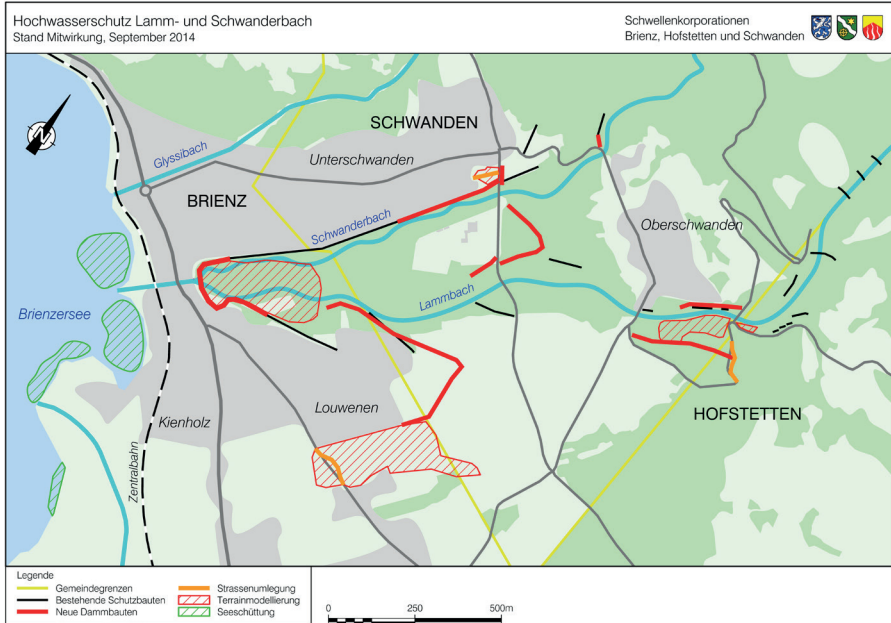 Hochwasserschutz Lamm- und Schwanderbach
Stand Mitwirkung, September 2014
Schwellenkorporationen
Brienz, Hofstetten und Schwanden
N
SCHWANDEN
Glyssibach
Unterschwanden
BRIENZ
Schwanderbach
Oberschwanden
Lammbach
Brienzersee
Kienholz
Louwenen
HOFSTETTEN
Zentralbahn
Legende
Gemeindegrenzen
Bestehende Schutzbauten
Neue Dammbauten
Strassenumlegung
Terrainmodellierung
Seeschüttung
0 250 500m